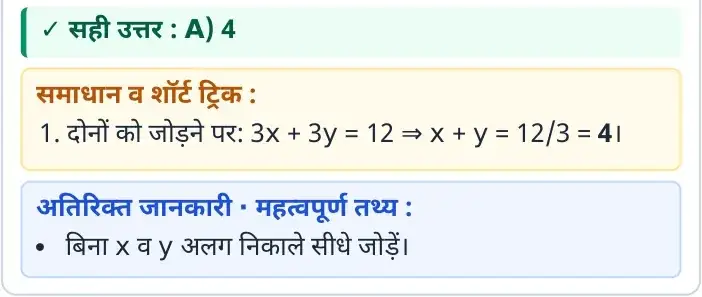 ✓ सही उत्तर : A) 4
समाधान व शॉर्ट ट्रिक :
1. दोनों को जोड़ने पर: 3x + 3y = 12 ⇒ x + y = 12/3 = 4।
अतिरिक्त जानकारी · महत्वपूर्ण तथ्य :
• बिना x व y अलग निकाले सीधे जोड़ें।